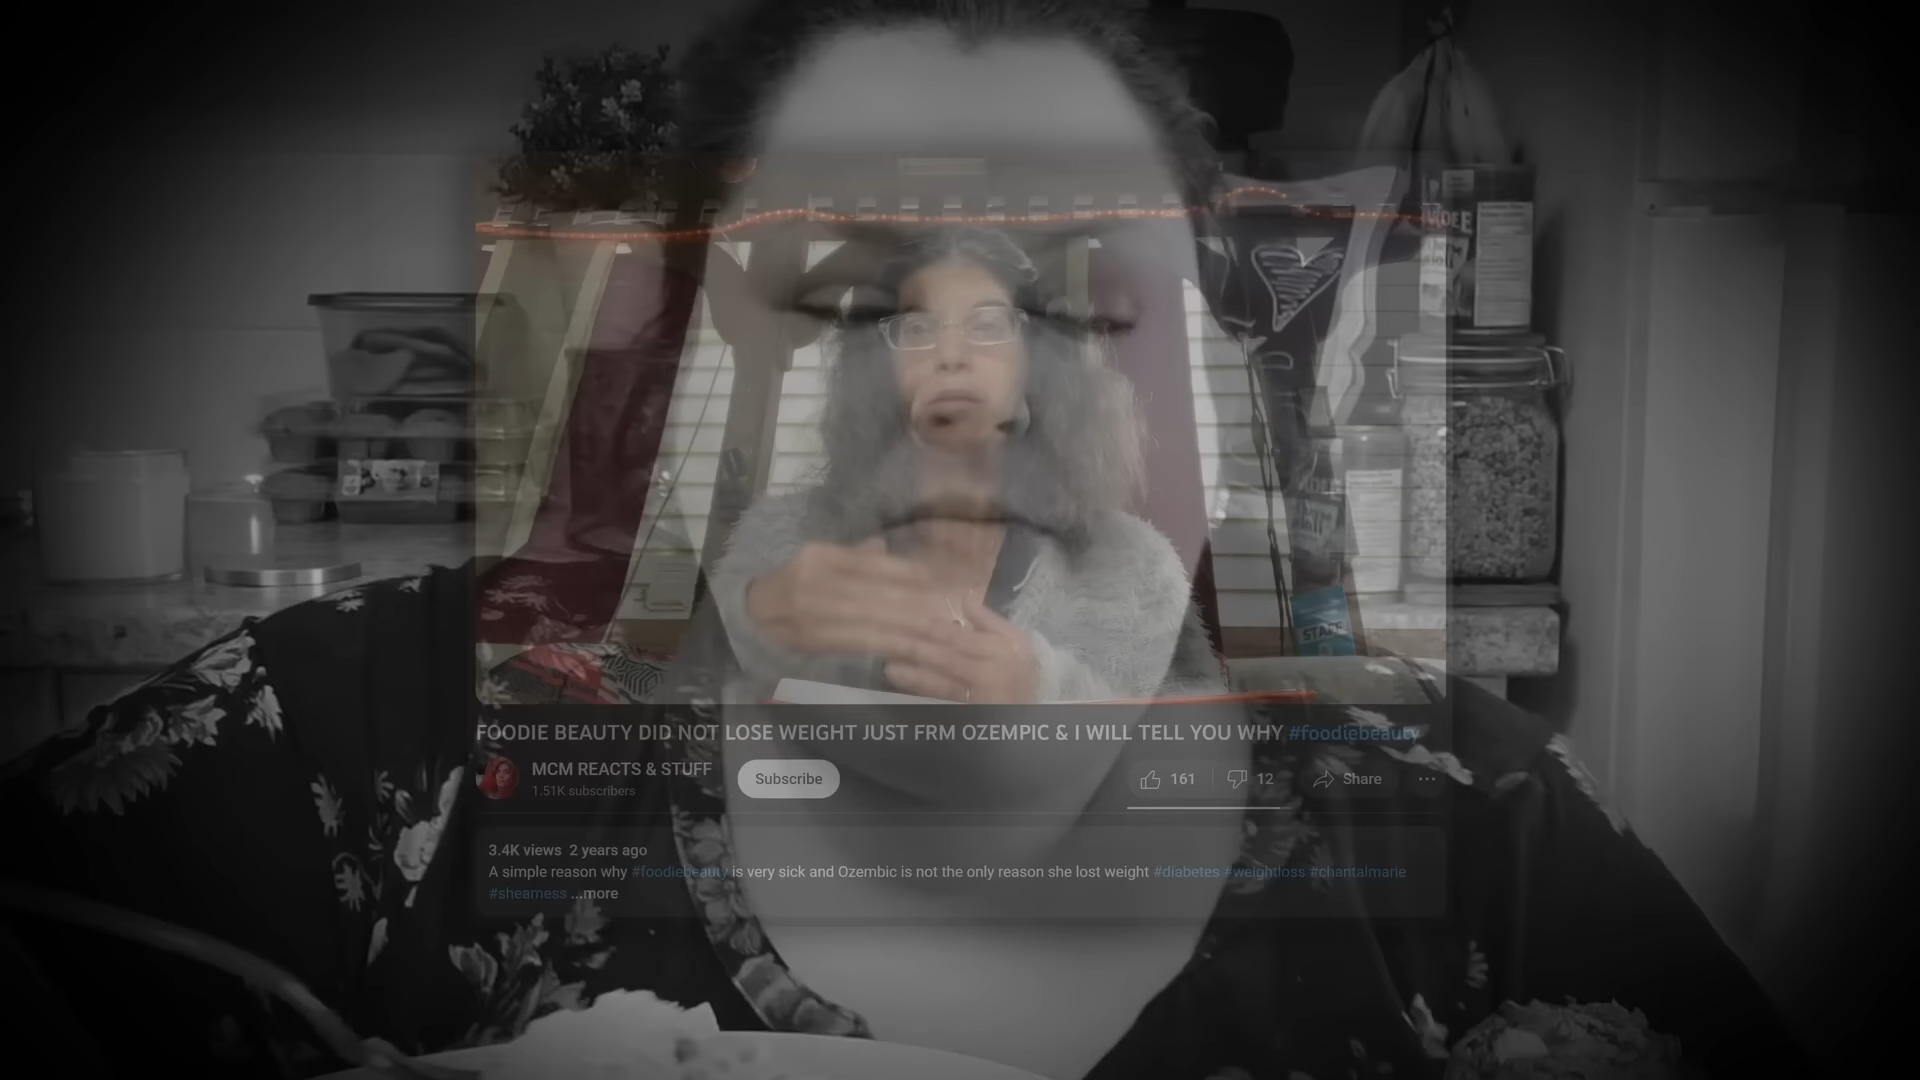 FOODIE BEAUTY DID NOT LOSE WEIGHT JUST FRM OZEMPIC & I WILL TELL YOU WHY #foodiebeauty
MCM REACTS & STUFF
1.51K subscribers
Subscribe
161
12
Share
3.4K views 2 years ago
A simple reason why #foodiebeauty is very sick and Ozembic is not the only reason she lost weight #diabetes #weightloss #chantalmarie
#sheamess ...more